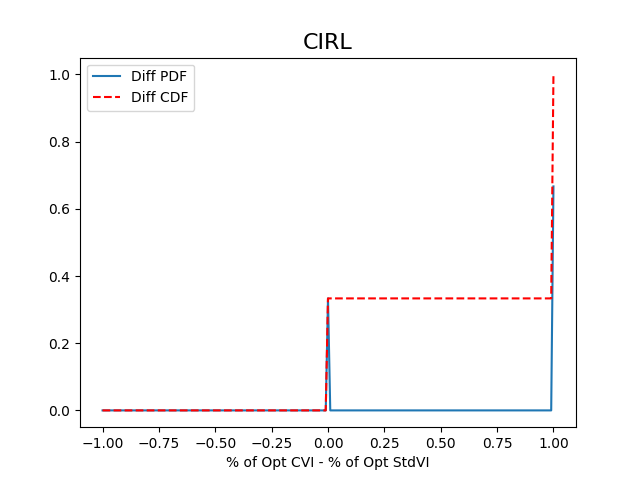 CIRL
Diff PDF
Diff CDF
1.0
0.8
0.6
0.4
0.2
0.0
−1.00 −0.75 −0.50 −0.25 0.00 0.25 0.50 0.75 1.00
% of Opt CVI - % of Opt StdVI